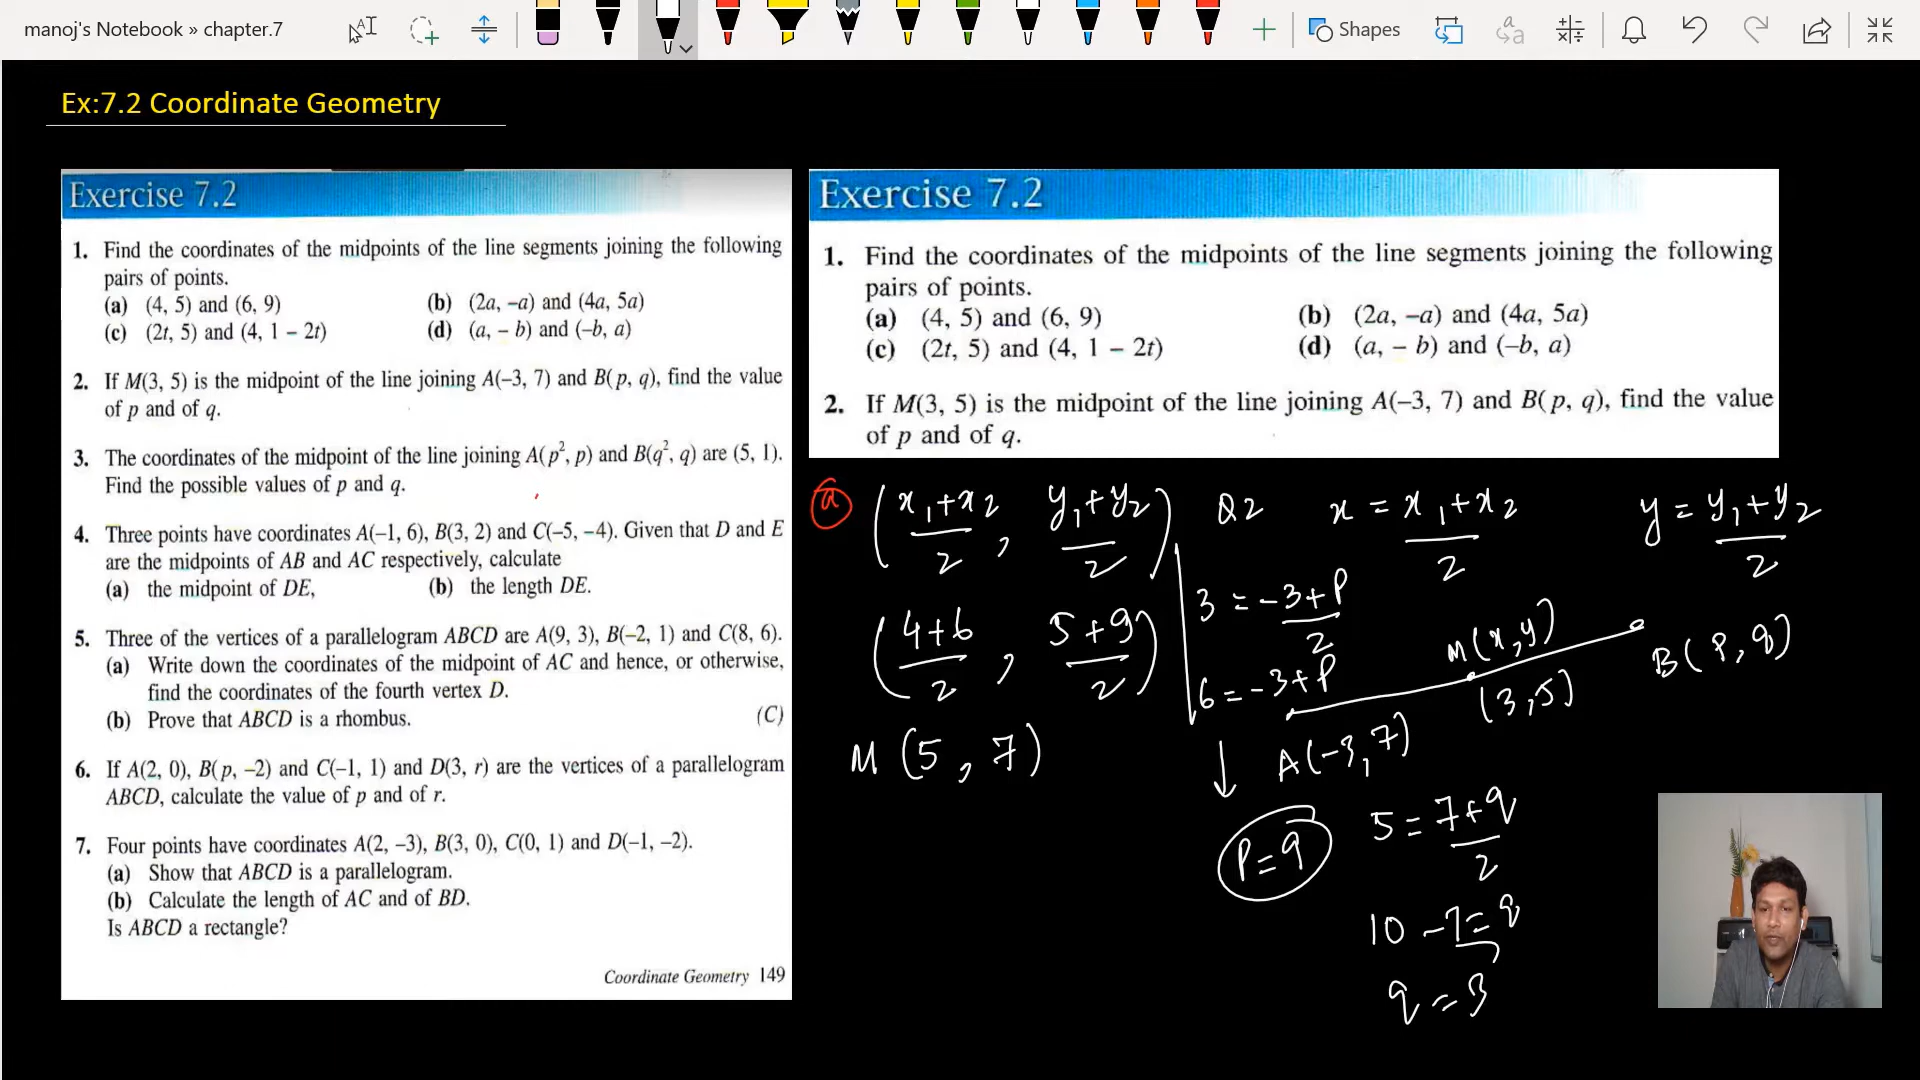 manoj's Notebook » chapter.7
Shapes
Ex:7.2 Coordinate Geometry
Exercise 7.2
1. Find the coordinates of the midpoints of the line segments joining the following
pairs of points.
(a) (4, 5) and (6, 9) (b) (2a, –a) and (4a, 5a)
(c) (2t, 5) and (4, 1 – 2t) (d) (a, – b) and (–b, a)
2. If M(3, 5) is the midpoint of the line joining A(–3, 7) and B(p, q), find the value
of p and of q.
3. The coordinates of the midpoint of the line joining A(p², p) and B(q², q) are (5, 1).
Find the possible values of p and q.
4. Three points have coordinates A(–1, 6), B(3, 2) and C(–5, –4). Given that D and E
are the midpoints of AB and AC respectively, calculate
(a) the midpoint of DE, (b) the length DE.
5. Three of the vertices of a parallelogram ABCD are A(9, 3), B(–2, 1) and C(8, 6).
(a) Write down the coordinates of the midpoint of AC and hence, or otherwise,
find the coordinates of the fourth vertex D.
(b) Prove that ABCD is a rhombus. (C)
6. If A(2, 0), B(p, –2) and C(–1, 1) and D(3, r) are the vertices of a parallelogram
ABCD, calculate the value of p and of r.
7. Four points have coordinates A(2, –3), B(3, 0), C(0, 1) and D(–1, –2).
(a) Show that ABCD is a parallelogram.
(b) Calculate the length of AC and of BD.
Is ABCD a rectangle?
Coordinate Geometry 149
Exercise 7.2
1. Find the coordinates of the midpoints of the line segments joining the following
pairs of points.
(a) (4, 5) and (6, 9) (b) (2a, –a) and (4a, 5a)
(c) (2t, 5) and (4, 1 – 2t) (d) (a, – b) and (–b, a)
2. If M(3, 5) is the midpoint of the line joining A(–3, 7) and B(p, q), find the value
of p and of q.
a
(x₁+x₂/2, y₁+y₂/2)
(4+6/2, 5+9/2)
M (5, 7)
Q2 x = x₁+x₂/2 y = y₁+y₂/2
3 = -3+P/2
6 = -3+P
P=9
M(x,y)
(3,5)
B(P, q)
A(-3,7)
5 = 7+q/2
10 -7 = q
q = 3